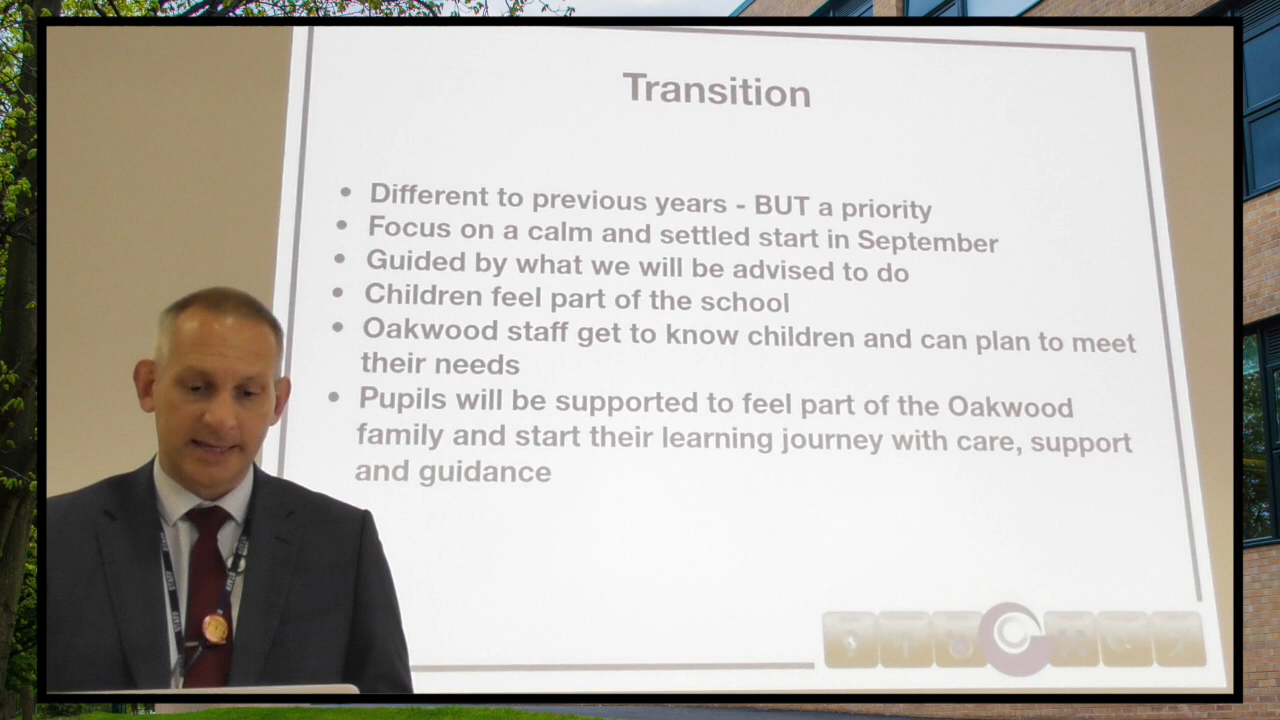 Transition
• Different to previous years - BUT a priority
• Focus on a calm and settled start in September
• Guided by what we will be advised to do
• Children feel part of the school
• Oakwood staff get to know children and can plan to meet
their needs
• Pupils will be supported to feel part of the Oakwood
family and start their learning journey with care, support
and guidance